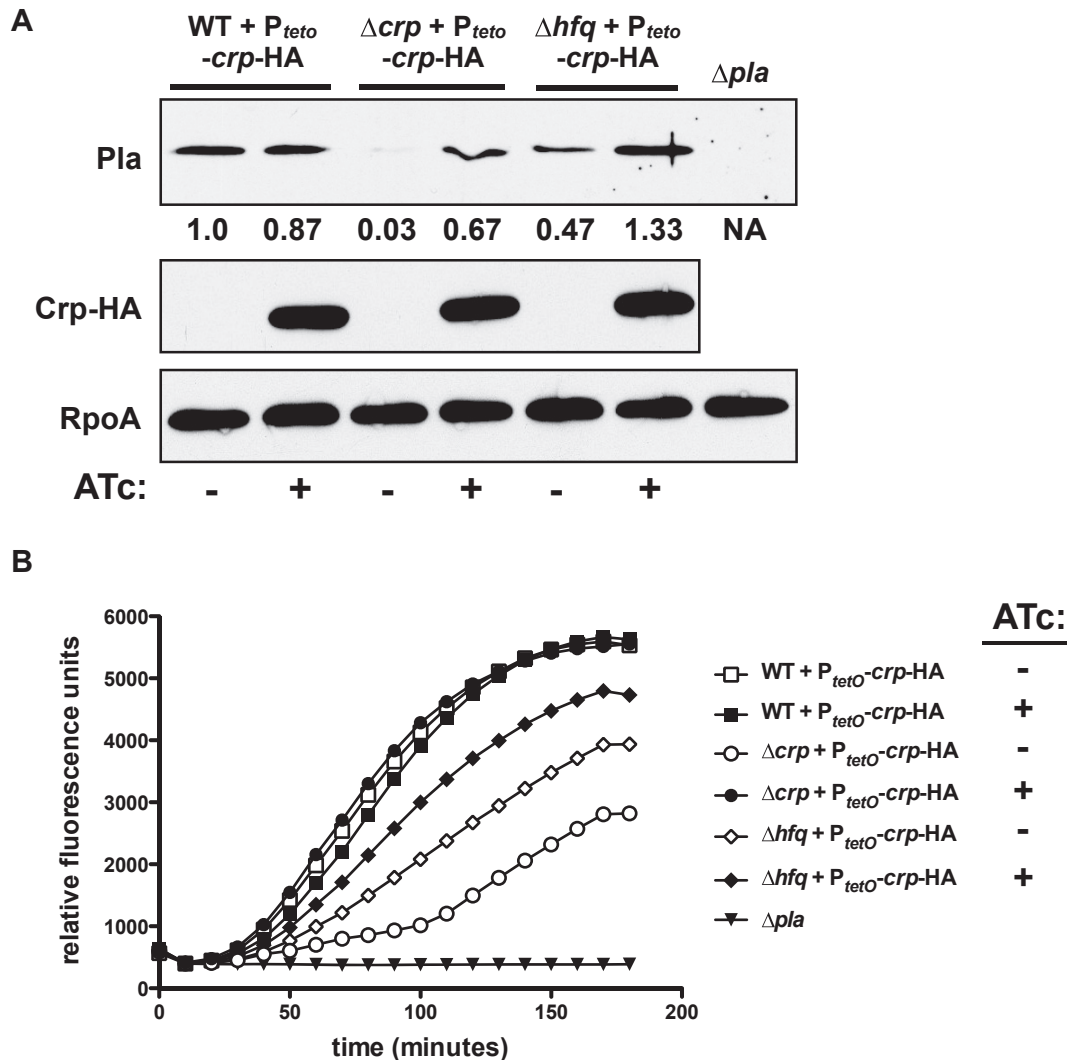 A
WT + Pteto Δcrp + Pteto Δhfq + Pteto
-crp-HA -crp-HA -crp-HA Δpla
Pla
1.0 0.87 0.03 0.67 0.47 1.33 NA
Crp-HA
RpoA
ATc: - + - + - +
B
ATc:
6000
5000
4000
3000
2000
1000
0
relative fluorescence units
0 50 100 150 200
time (minutes)
WT + PtetO-crp-HA -
WT + PtetO-crp-HA +
Δcrp + PtetO-crp-HA -
Δcrp + PtetO-crp-HA +
Δhfq + PtetO-crp-HA -
Δhfq + PtetO-crp-HA +
Δpla